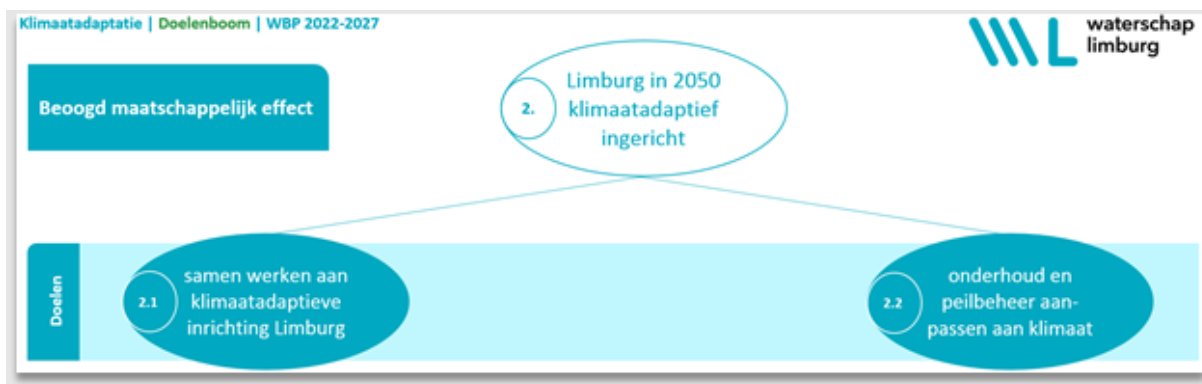 Klimaatadaptatie | Doelenboom | WBP 2022-2027
waterschap
limburg
Beoogd maatschappelijk effect
2.
Limburg in 2050
klimaatadaptief
ingericht
Doelen
2.1
samen werken aan
klimaatadaptieve
inrichting Limburg
2.2
onderhoud en
peilbeheer aan-
passen aan klimaat